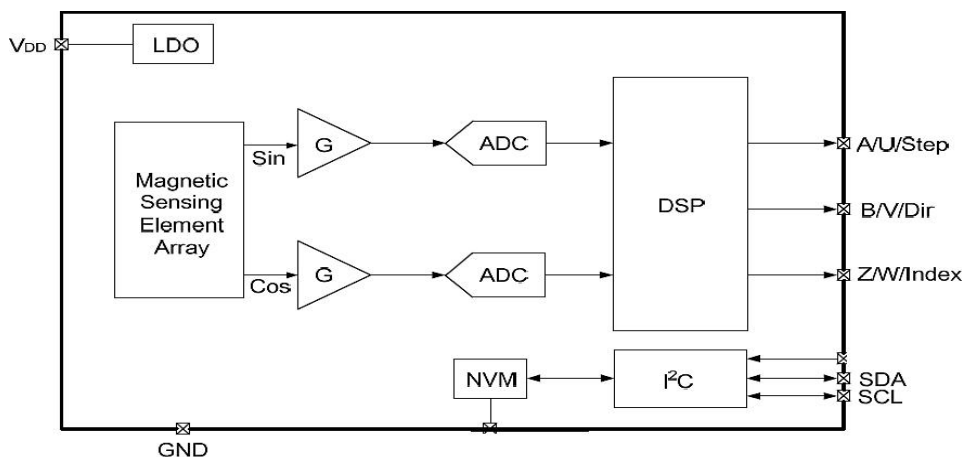 VDD
LDO
Magnetic
Sensing
Element
Array
Sin
G
ADC
Cos
G
ADC
DSP
A/U/Step
B/V/Dir
Z/W/Index
NVM
I²C
SDA
SCL
GND